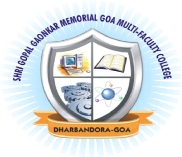 SHRI GOPAL GAONKAR MEMORIAL GOA MULTI-FACULTY COLLEGE
DHARBANDORA-GOA